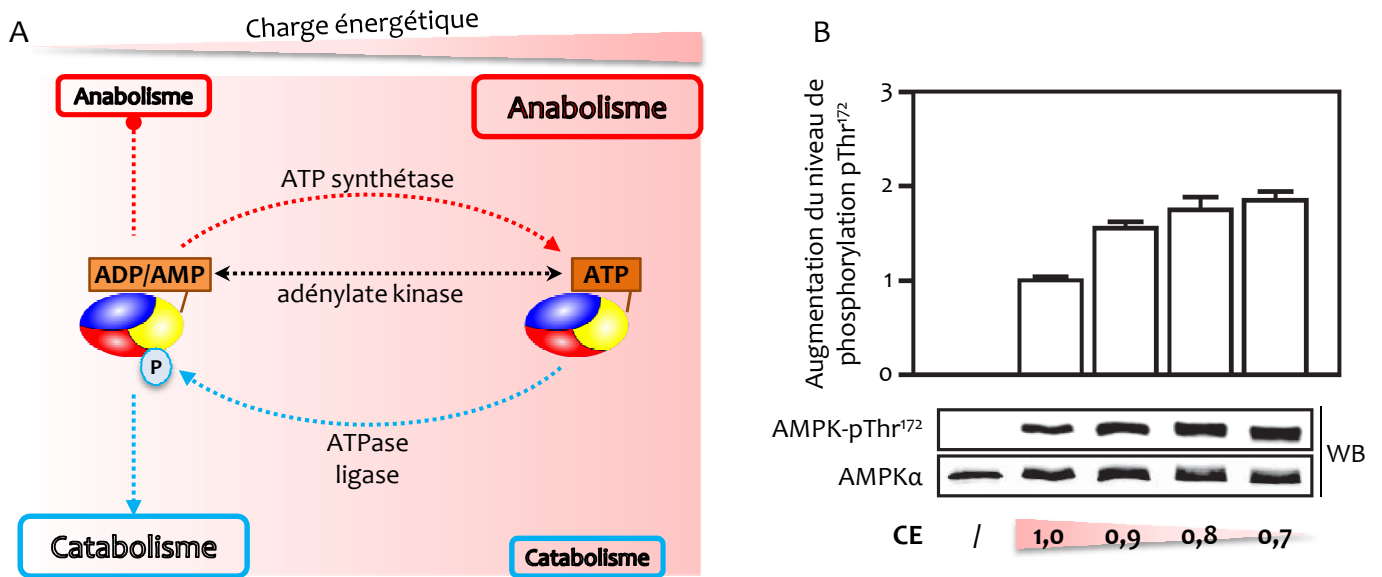 A
Charge énergétique
Anabolisme
Anabolisme
ATP synthétase
ADP/AMP
ATP
adénylate kinase
P
ATPase
ligase
Catabolisme
Catabolisme
B
Augmentation du niveau de
phosphorylation pThr¹⁷²
3
2
1
0
AMPK-pThr¹⁷²
AMPKα
WB
CE / 1,0 0,9 0,8 0,7